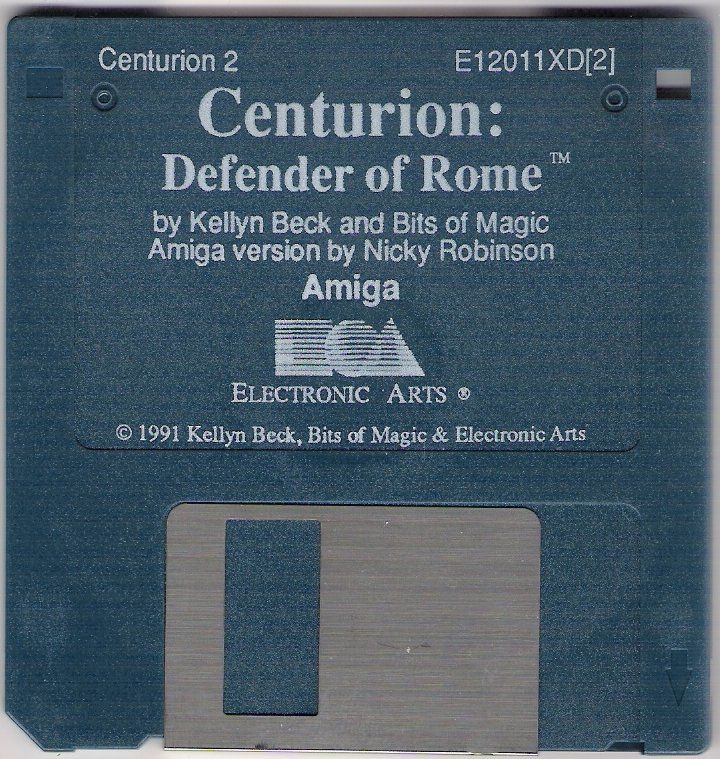 Centurion 2 E12011XD[2]
Centurion:
Defender of Rome™
by Kellyn Beck and Bits of Magic
Amiga version by Nicky Robinson
Amiga
EOA
ELECTRONIC ARTS ®
© 1991 Kellyn Beck, Bits of Magic & Electronic Arts